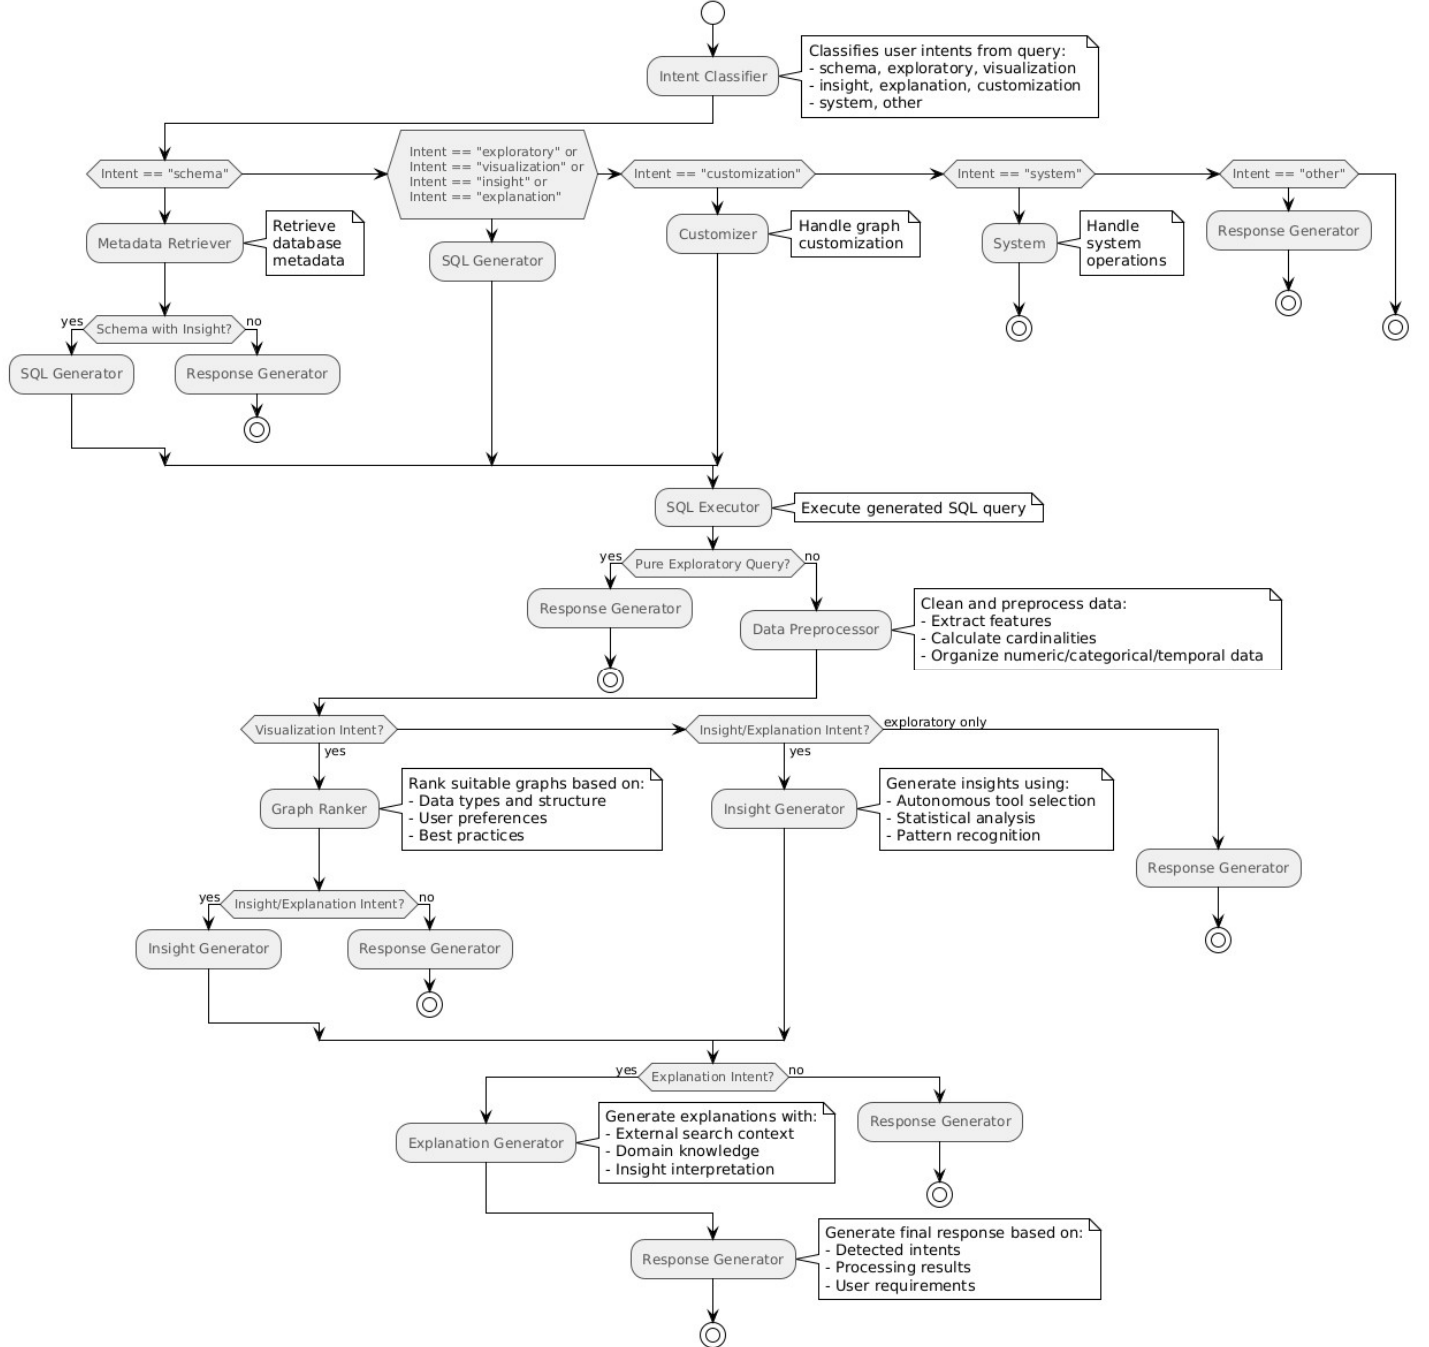 Intent Classifier
Classifies user intents from query:
- schema, exploratory, visualization
- insight, explanation, customization
- system, other
Intent == "schema"
Intent == "exploratory" or
Intent == "visualization" or
Intent == "insight" or
Intent == "explanation"
Intent == "customization"
Intent == "system"
Intent == "other"
Metadata Retriever
Retrieve
database
metadata
SQL Generator
Customizer
Handle graph
customization
System
Handle
system
operations
Response Generator
yes
Schema with Insight?
no
SQL Generator
Response Generator
SQL Executor
Execute generated SQL query
yes
Pure Exploratory Query?
no
Response Generator
Data Preprocessor
Clean and preprocess data:
- Extract features
- Calculate cardinalities
- Organize numeric/categorical/temporal data
Visualization Intent?
yes
Insight/Explanation Intent?
yes
exploratory only
Graph Ranker
Rank suitable graphs based on:
- Data types and structure
- User preferences
- Best practices
Insight Generator
Generate insights using:
- Autonomous tool selection
- Statistical analysis
- Pattern recognition
Response Generator
yes
Insight/Explanation Intent?
no
Insight Generator
Response Generator
yes
Explanation Intent?
no
Explanation Generator
Generate explanations with:
- External search context
- Domain knowledge
- Insight interpretation
Response Generator
Response Generator
Generate final response based on:
- Detected intents
- Processing results
- User requirements